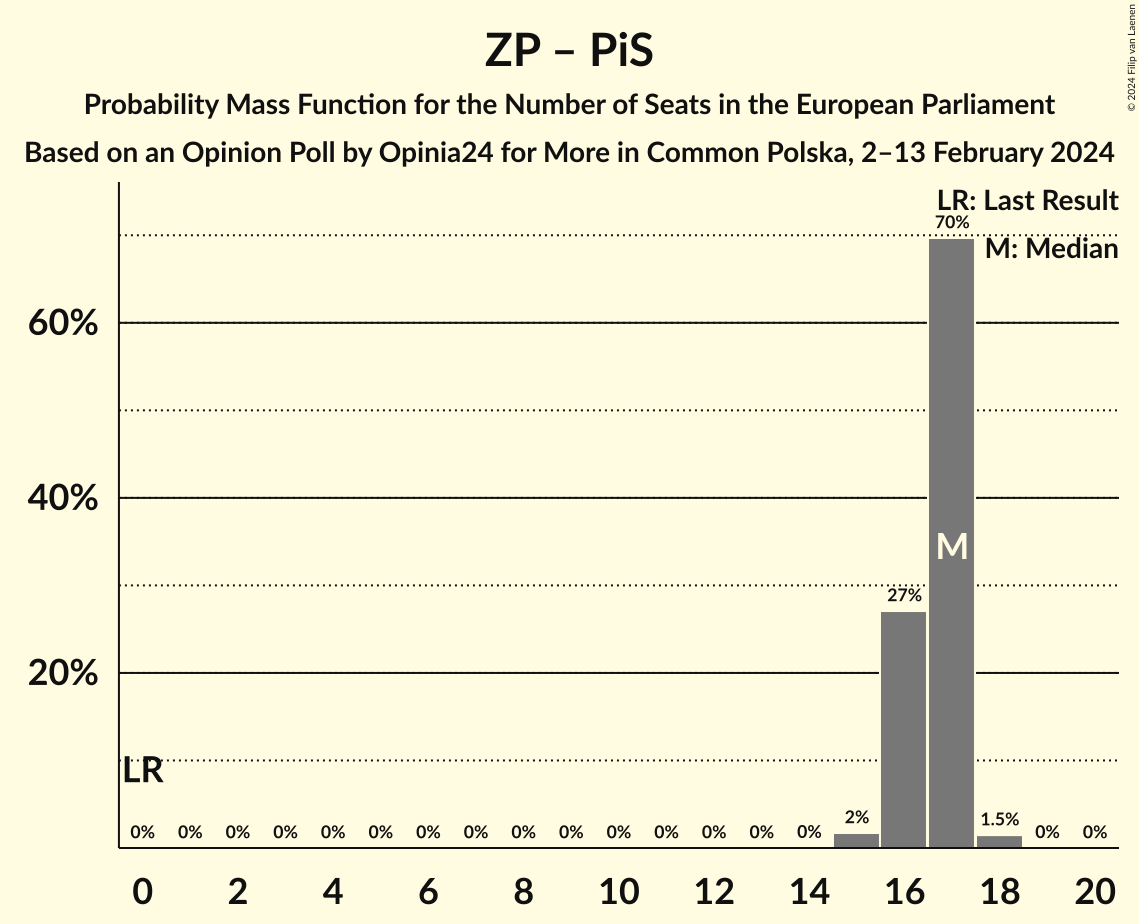 ZP – PiS
Probability Mass Function for the Number of Seats in the European Parliament
Based on an Opinion Poll by Opinia24 for More in Common Polska, 2–13 February 2024
© 2024 Filip van Laenen
LR: Last Result
M: Median
70%
60%
40%
20%
M
27%
LR
0% 0% 0% 0% 0% 0% 0% 0% 0% 0% 0% 0% 0% 0% 0% 2% 1.5% 0% 0%
0 2 4 6 8 10 12 14 16 18 20